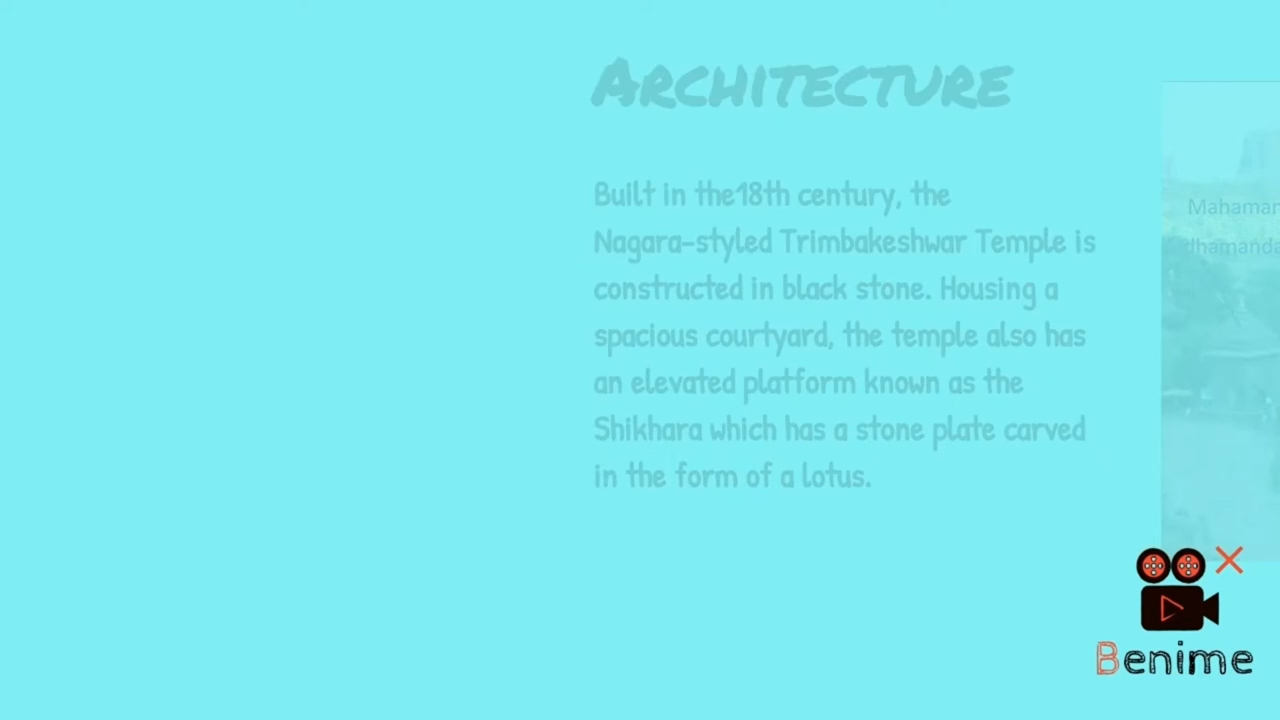 Architecture
Built in the18th century, the
Nagara-styled Trimbakeshwar Temple is
constructed in black stone. Housing a
spacious courtyard, the temple also has
an elevated platform known as the
Shikhara which has a stone plate carved
in the form of a lotus.
Benime